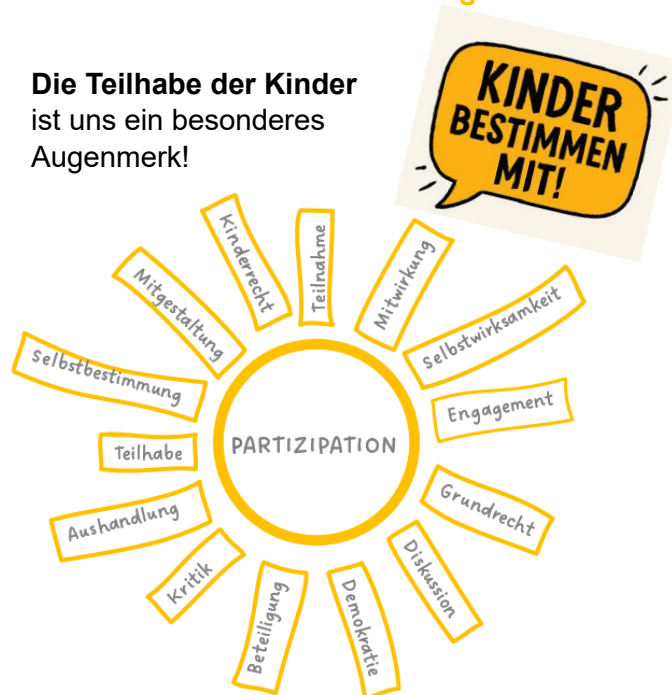 Die Teilhabe der Kinder
ist uns ein besonderes
Augenmerk!
KINDER
BESTIMMEN
MIT!
Kinderrecht
Teilnahme
Mitwirkung
Mitgestaltung
Selbstwirksamkeit
Selbstbestimmung
Engagement
Teilhabe
PARTIZIPATION
Grundrecht
Aushandlung
Diskussion
Kritik
Beteiligung
Demokratie